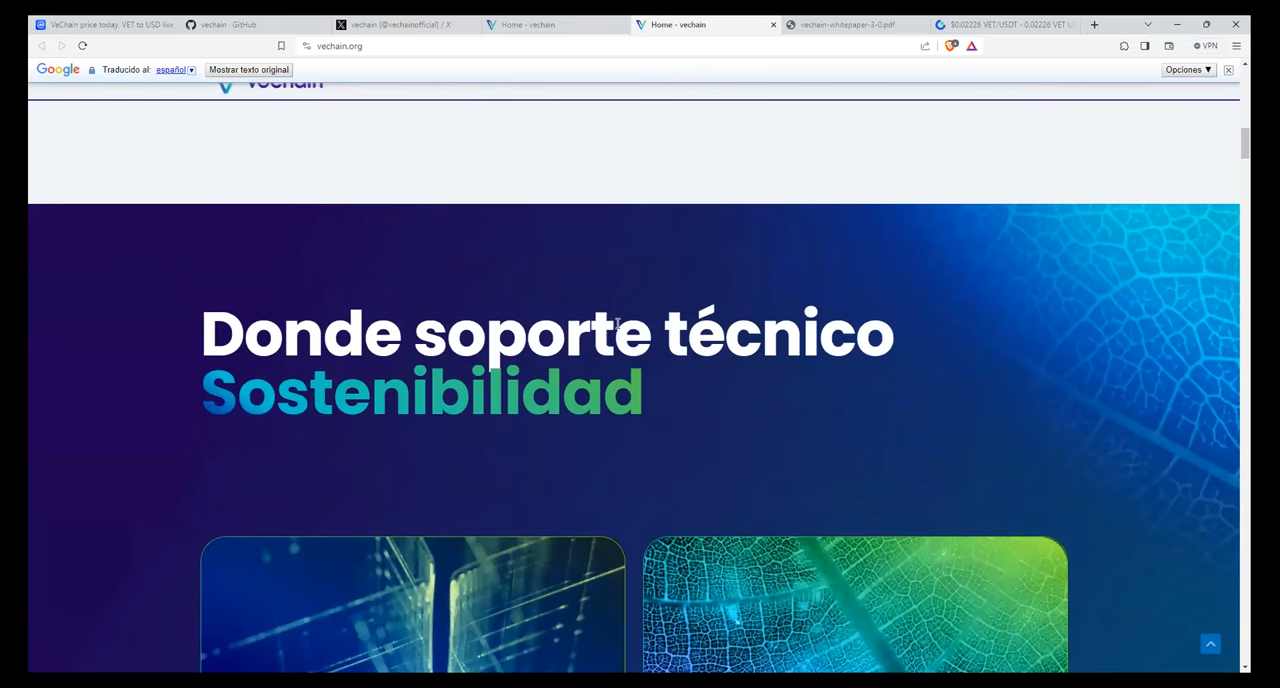 VeChain price today, VET to USD live
vechain · GitHub
vechain (@vechainofficial) / X
Home - vechain
Home - vechain
vechain-whitepaper-3-0.pdf
$0.02226 VET/USDT - 0.02226 VET U
vechain.org
VPN
Google
Traducido al: español
Mostrar texto original
Opciones ▼
vechain
Donde soporte técnico
Sostenibilidad